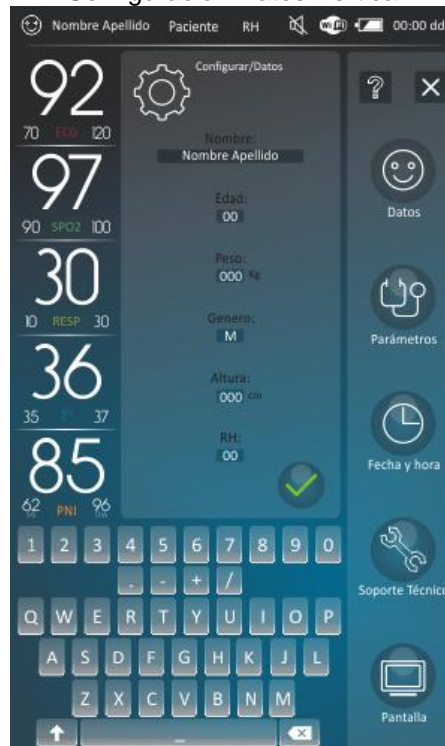 Nombre Apellido Paciente RH WiFi 00:00 dd
92
70 ECG 120
97
90 SPO2 100
30
10 RESP 30
36
35 T° 37
85
62 PNI 96
Configurar/Datos
Nombre:
Nombre Apellido
Edad:
00
Peso:
000 Kg
Genero:
M
Altura:
000 cm
RH:
00
?
X
Datos
Parámetros
Fecha y hora
Soporte Técnico
Pantalla
1 2 3 4 5 6 7 8 9 0
. - + /
Q W E R T Y U I O P
A S D F G H K J L
Z X C V B N M
_